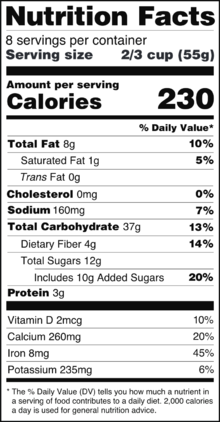 Nutrition Facts
8 servings per container
Serving size 2/3 cup (55g)
Amount per serving
Calories 230
% Daily Value*
Total Fat 8g 10%
Saturated Fat 1g 5%
Trans Fat 0g
Cholesterol 0mg 0%
Sodium 160mg 7%
Total Carbohydrate 37g 13%
Dietary Fiber 4g 14%
Total Sugars 12g
Includes 10g Added Sugars 20%
Protein 3g
Vitamin D 2mcg 10%
Calcium 260mg 20%
Iron 8mg 45%
Potassium 235mg 6%
* The % Daily Value (DV) tells you how much a nutrient in
a serving of food contributes to a daily diet. 2,000 calories
a day is used for general nutrition advice.